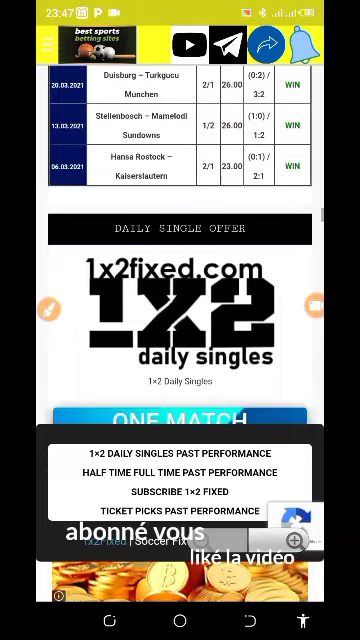 23:47
best sports
betting sites
20.03.2021 Duisburg – Turkgucu Munchen 2/1 26.00 (0:2) / 3:2 WIN
13.03.2021 Stellenbosch – Mamelodi Sundowns 1/2 26.00 (1:0) / 1:2 WIN
06.03.2021 Hansa Rostock – Kaiserslautern 2/1 23.00 (0:1) / 2:1 WIN
DAILY SINGLE OFFER
1x2fixed.com
1X2
daily singles
1×2 Daily Singles
ONE MATCH
1×2 DAILY SINGLES PAST PERFORMANCE
HALF TIME FULL TIME PAST PERFORMANCE
SUBSCRIBE 1×2 FIXED
TICKET PICKS PAST PERFORMANCE
1x2Fixed | Soccer Fix
abonné vous
liké la vidéo